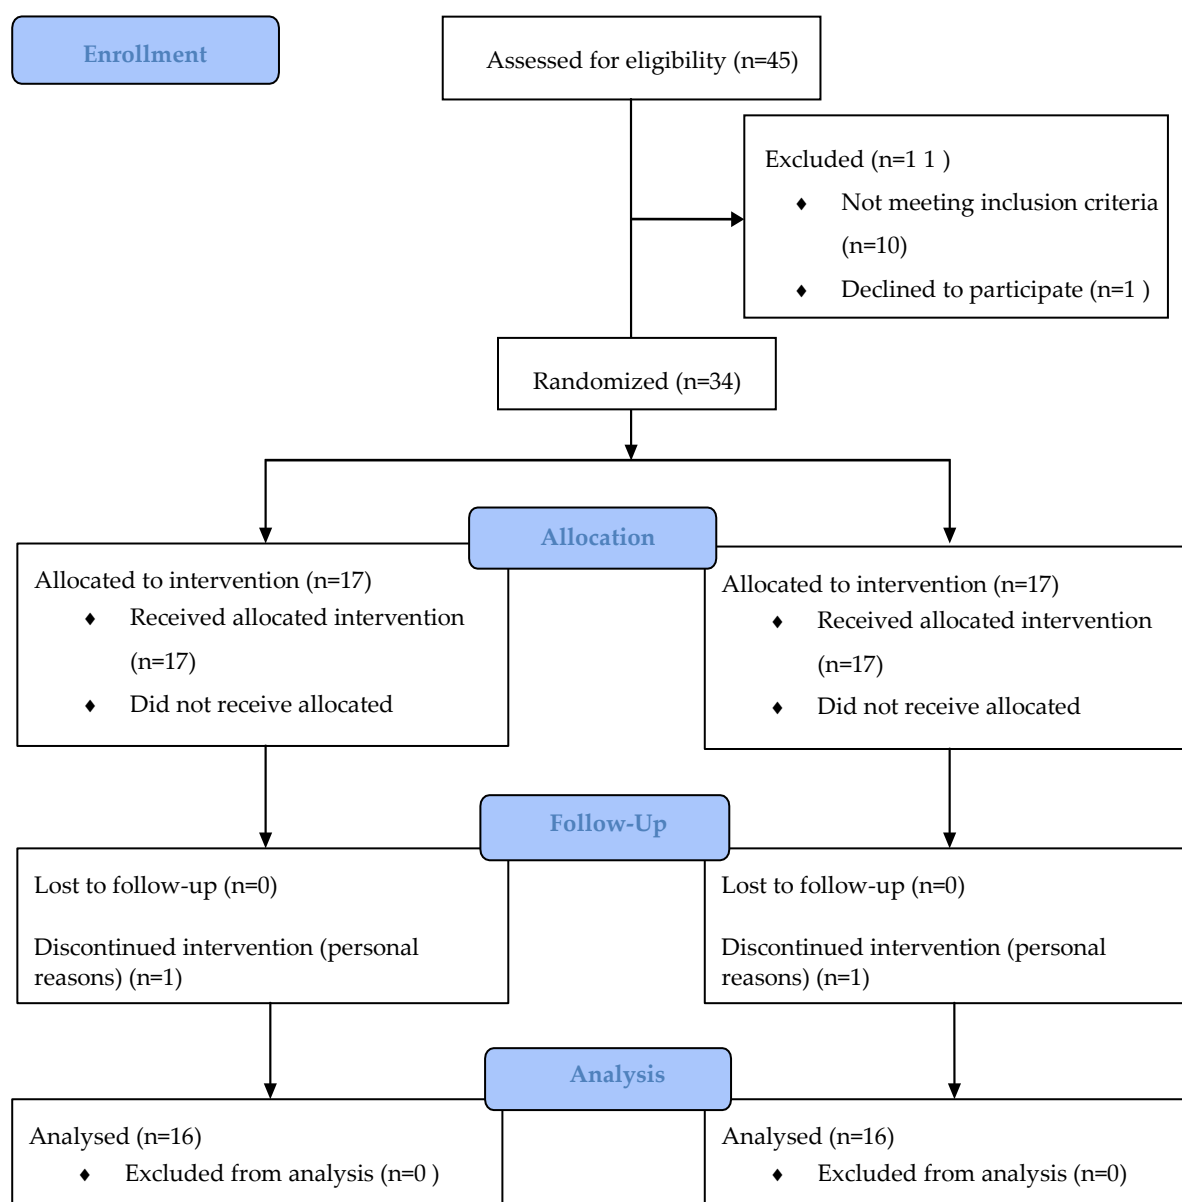 Enrollment
Assessed for eligibility (n=45)
Excluded (n=1 1 )
♦ Not meeting inclusion criteria
(n=10)
♦ Declined to participate (n=1 )
Randomized (n=34)
Allocation
Allocated to intervention (n=17)
♦ Received allocated intervention
(n=17)
♦ Did not receive allocated
Allocated to intervention (n=17)
♦ Received allocated intervention
(n=17)
♦ Did not receive allocated
Follow-Up
Lost to follow-up (n=0)
Discontinued intervention (personal
reasons) (n=1)
Lost to follow-up (n=0)
Discontinued intervention (personal
reasons) (n=1)
Analysis
Analysed (n=16)
♦ Excluded from analysis (n=0 )
Analysed (n=16)
♦ Excluded from analysis (n=0)